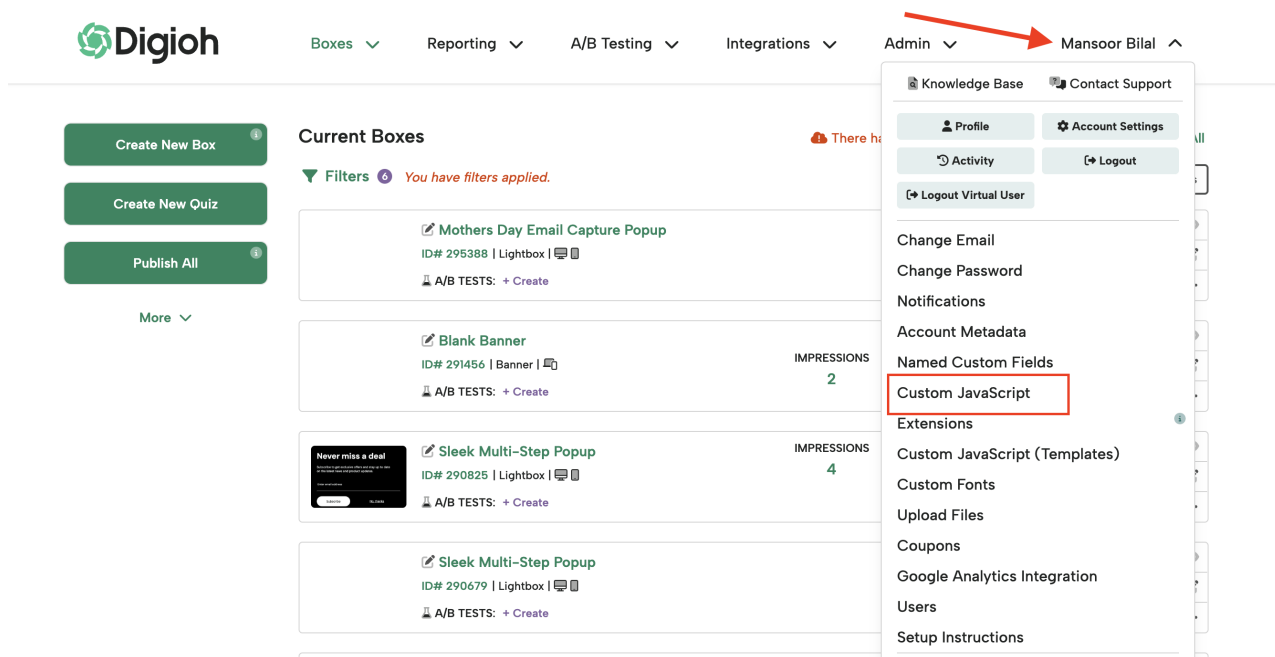 Digioh
Boxes
Reporting
A/B Testing
Integrations
Admin
Mansoor Bilal
Knowledge Base
Contact Support
Profile
Account Settings
Activity
Logout
Logout Virtual User
Change Email
Change Password
Notifications
Account Metadata
Named Custom Fields
Custom JavaScript
Extensions
Custom JavaScript (Templates)
Custom Fonts
Upload Files
Coupons
Google Analytics Integration
Users
Setup Instructions
Create New Box
Create New Quiz
Publish All
More
Current Boxes
There ha
Filters 6 You have filters applied.
Mothers Day Email Capture Popup
ID# 295388 | Lightbox |
A/B TESTS: + Create
Blank Banner
ID# 291456 | Banner |
A/B TESTS: + Create
IMPRESSIONS
2
Never miss a deal
Sleek Multi-Step Popup
ID# 290825 | Lightbox |
A/B TESTS: + Create
IMPRESSIONS
4
Sleek Multi-Step Popup
ID# 290679 | Lightbox |
A/B TESTS: + Create